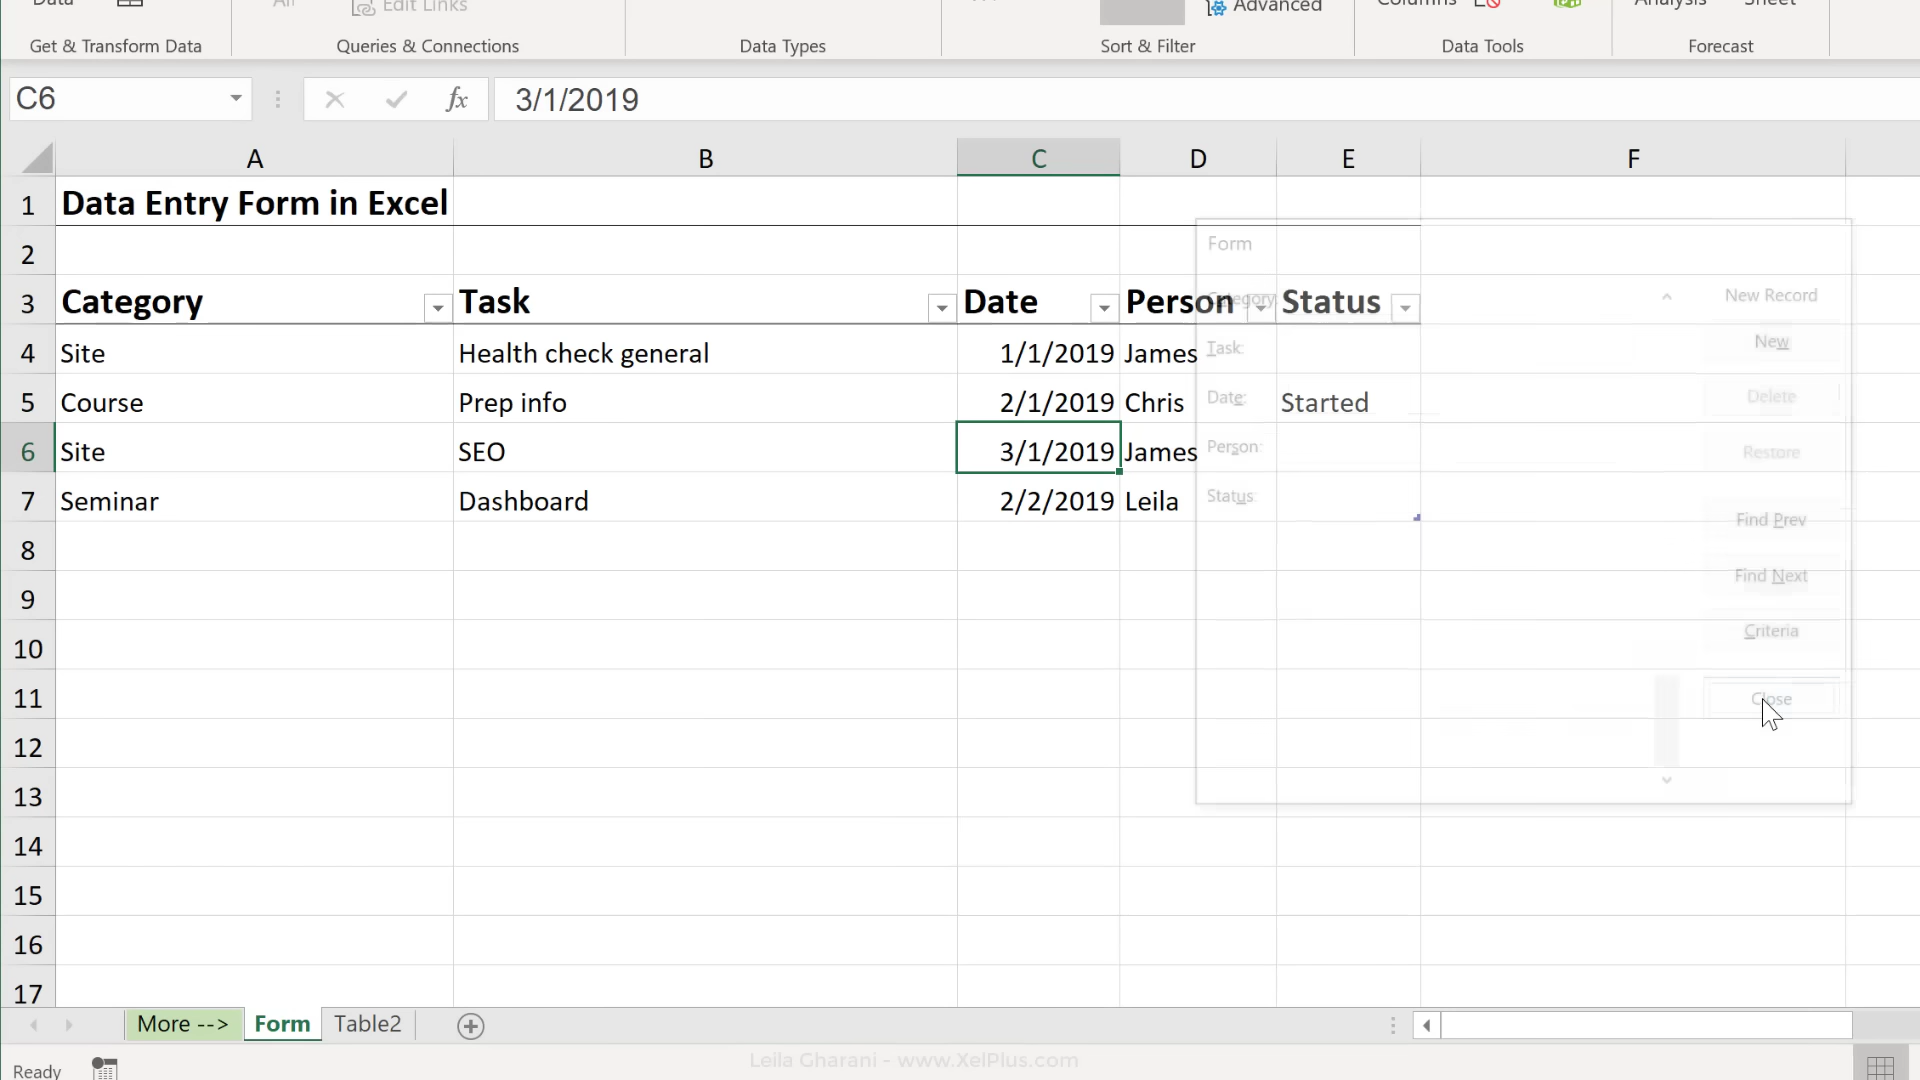 Data
All
Edit Links
Advanced
Columns
Analysis
Sheet
Get & Transform Data
Queries & Connections
Data Types
Sort & Filter
Data Tools
Forecast
C6
fx
3/1/2019
A B C D E F
1 Data Entry Form in Excel
2
Form
3 Category Task Date Person Status
Category
New Record
4 Site Health check general 1/1/2019 James
Task:
New
5 Course Prep info 2/1/2019 Chris Started
Date:
Delete
6 Site SEO 3/1/2019 James
Person:
Restore
7 Seminar Dashboard 2/2/2019 Leila
Status:
Find Prev
8
Find Next
9
Criteria
10
Close
11
12
13
14
15
16
17
More --> Form Table2
Leila Gharani - www.XelPlus.com
Ready